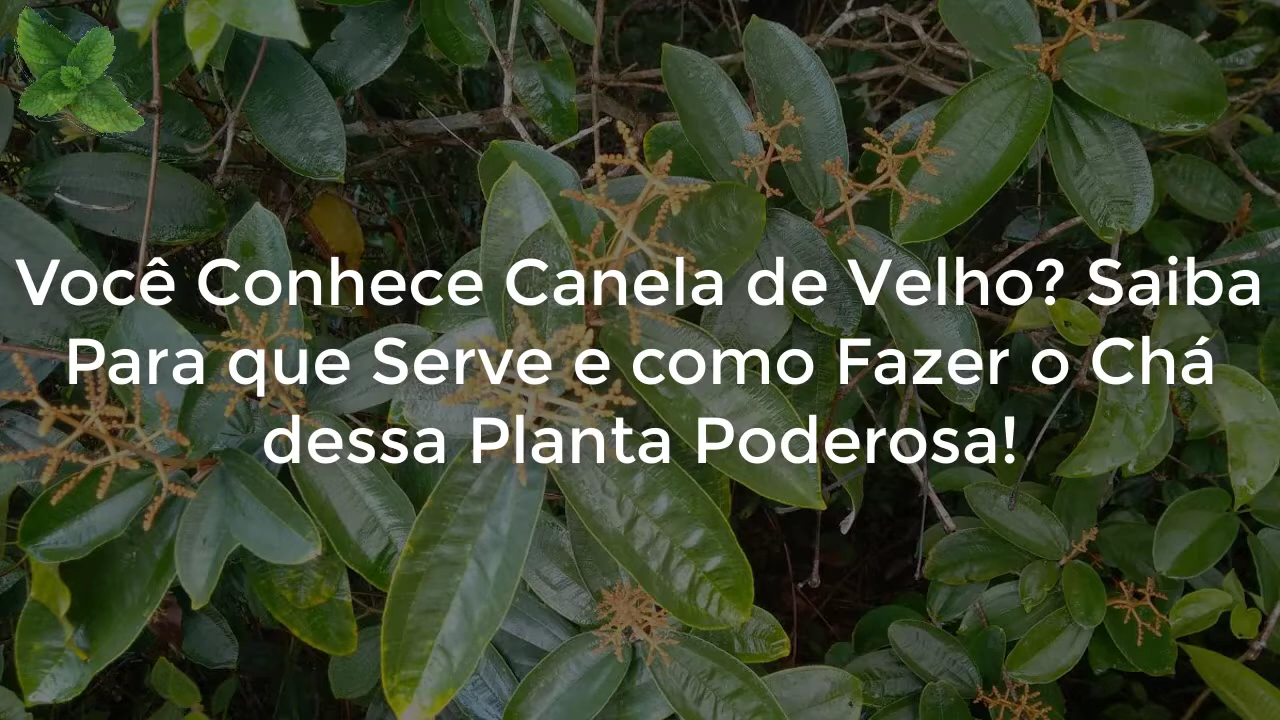 Você Conhece Canela de Velho? Saiba
Para que Serve e como Fazer o Chá
dessa Planta Poderosa!